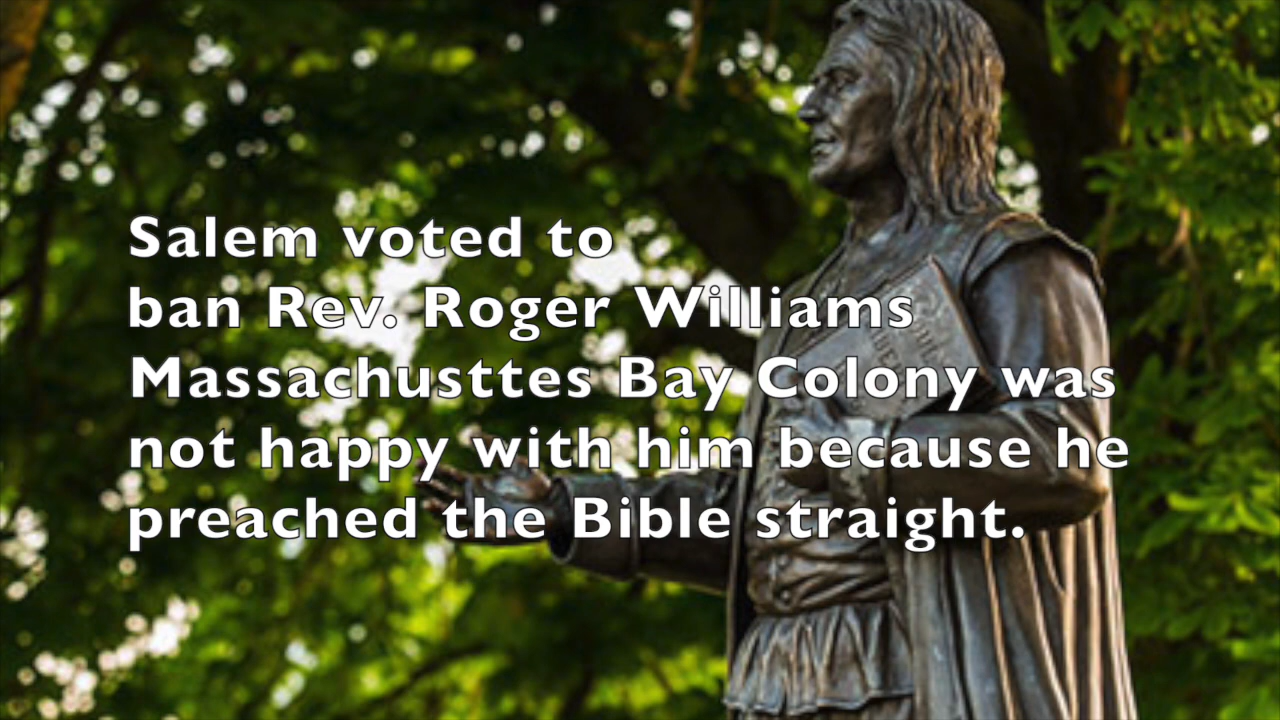 Salem voted to
ban Rev. Roger Williams
Massachusttes Bay Colony was
not happy with him because he
preached the Bible straight.